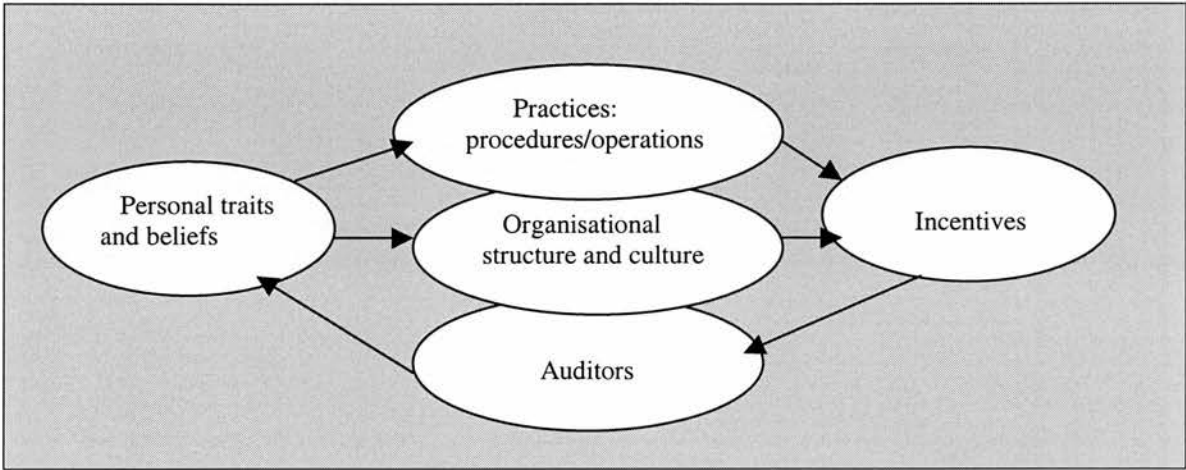 Practices:
procedures/operations
Personal traits
and beliefs
Organisational
structure and culture
Incentives
Auditors